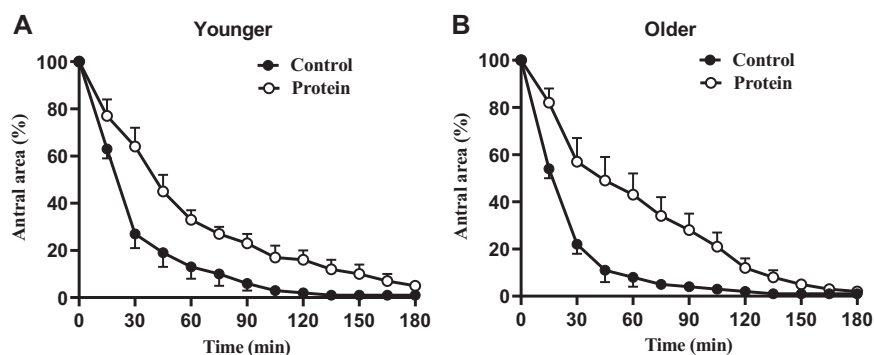 A
Younger
Control
Protein
Antral area (%)
100
80
60
40
20
0
0 30 60 90 120 150 180
Time (min)
B
Older
Control
Protein
Antral area (%)
100
80
60
40
20
0
0 30 60 90 120 150 180
Time (min)